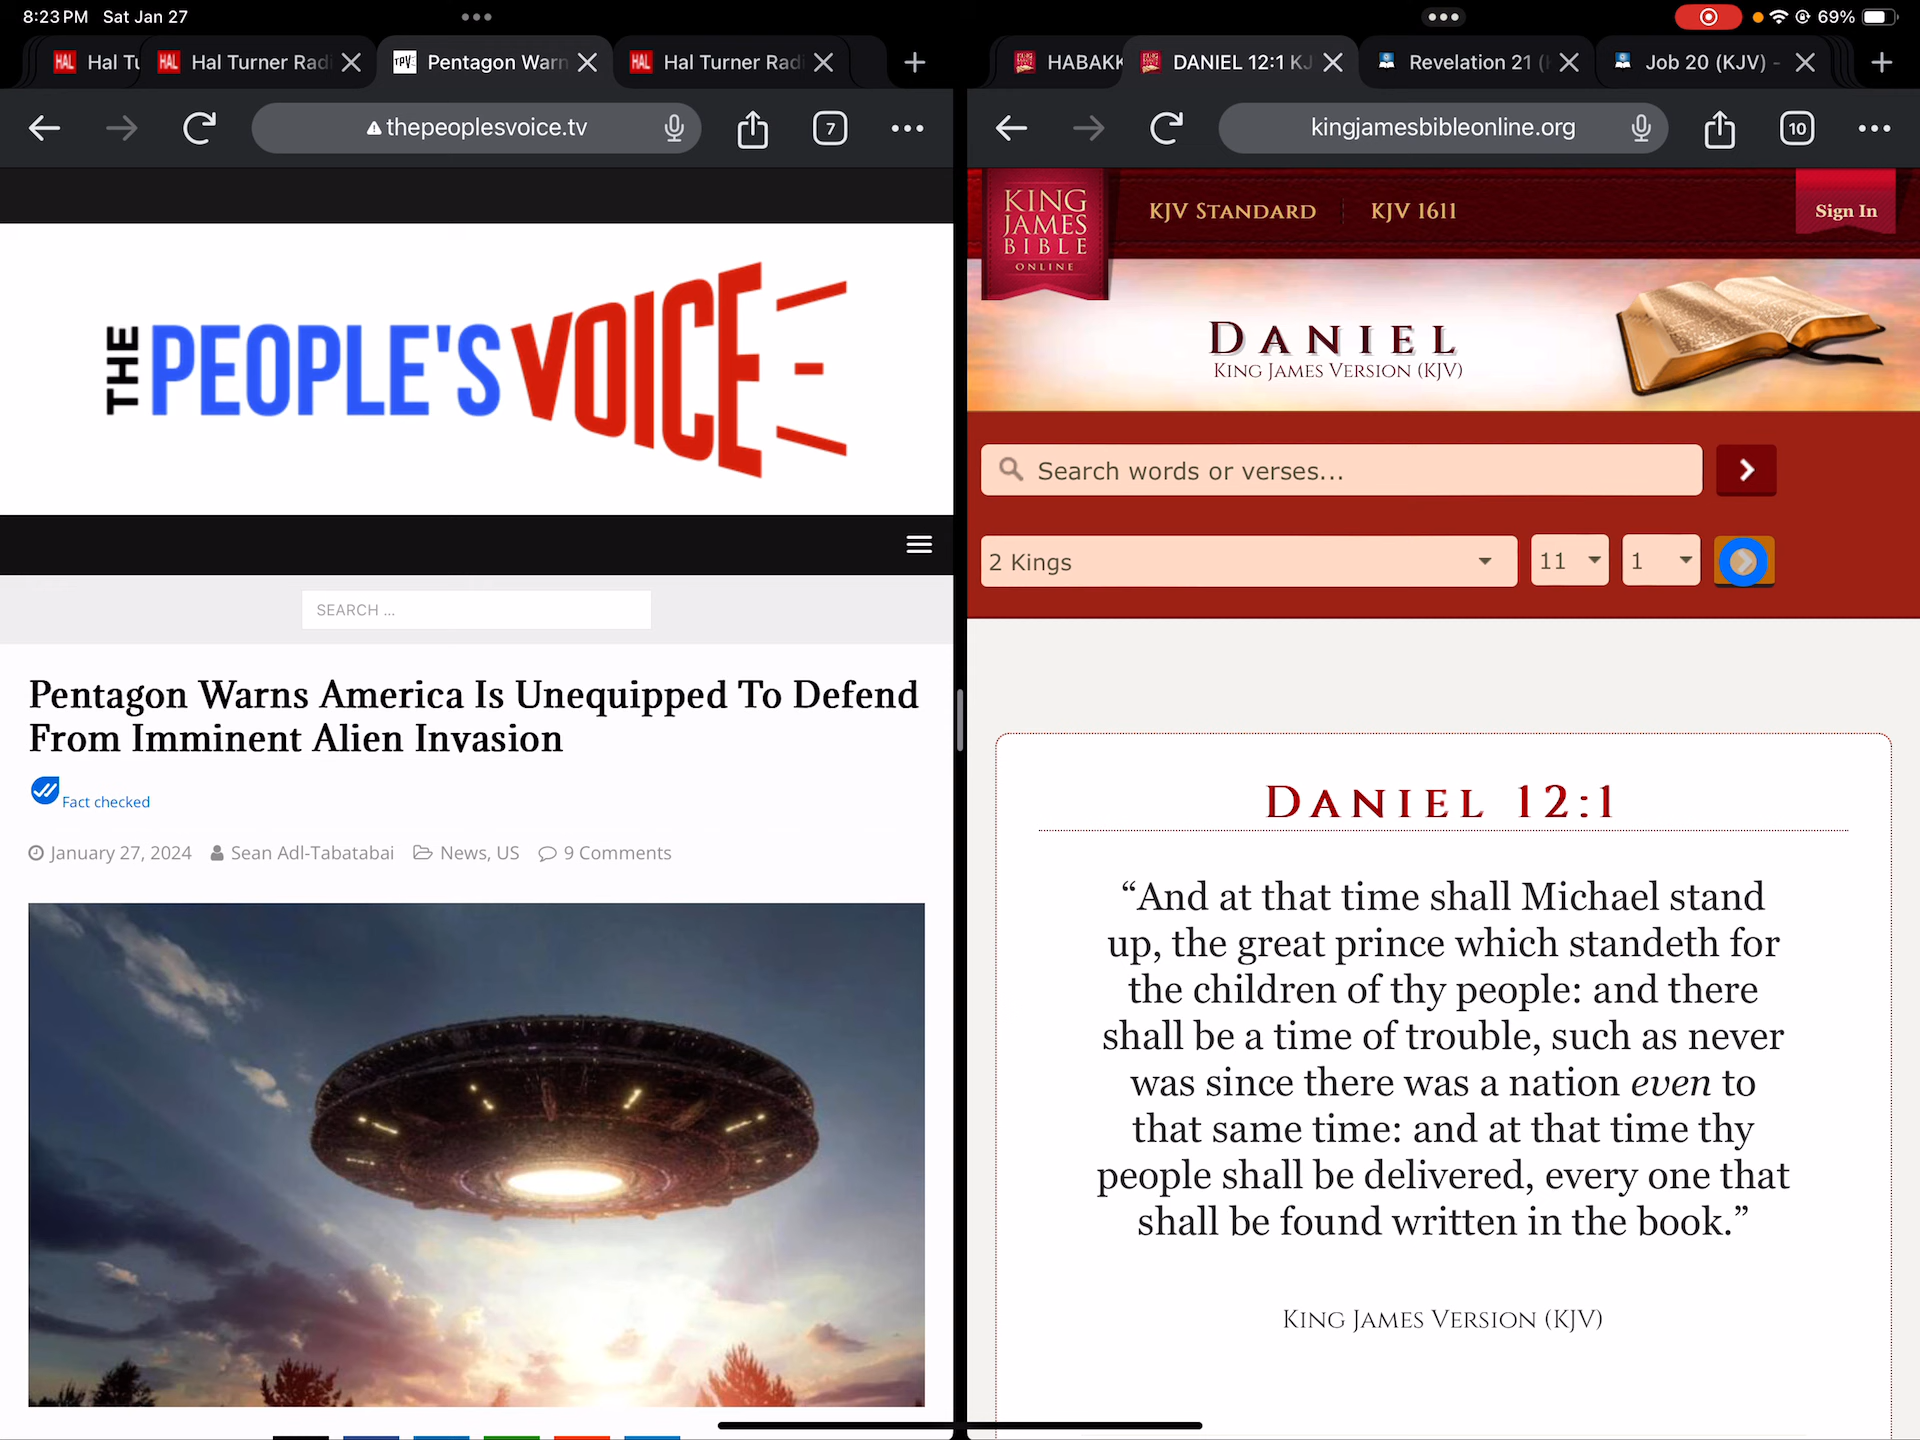 8:23 PM Sat Jan 27
69%
HAL Hal Tu
HAL Hal Turner Radi
TPV Pentagon Warn
HAL Hal Turner Radi
thepeoplesvoice.tv
7
THE PEOPLE'S VOICE
SEARCH ...
Pentagon Warns America Is Unequipped To Defend
From Imminent Alien Invasion
Fact checked
January 27, 2024 Sean Adl-Tabatabai News, US 9 Comments
HABAKK
DANIEL 12:1 KJ
Revelation 21 (
Job 20 (KJV) -
kingjamesbibleonline.org
10
KING
JAMES
BIBLE
ONLINE
KJV STANDARD
KJV 1611
Sign In
DANIEL
KING JAMES VERSION (KJV)
Search words or verses...
2 Kings
11
1
DANIEL 12:1
“And at that time shall Michael stand
up, the great prince which standeth for
the children of thy people: and there
shall be a time of trouble, such as never
was since there was a nation even to
that same time: and at that time thy
people shall be delivered, every one that
shall be found written in the book.”
KING JAMES VERSION (KJV)